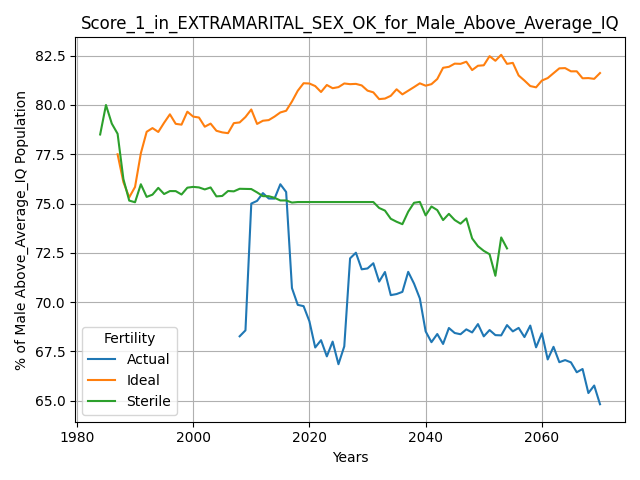 Score_1_in_EXTRAMARITAL_SEX_OK_for_Male_Above_Average_IQ
% of Male Above_Average_IQ Population
82.5
80.0
77.5
75.0
72.5
70.0
67.5
65.0
Fertility
Actual
Ideal
Sterile
1980
2000
2020
2040
2060
Years